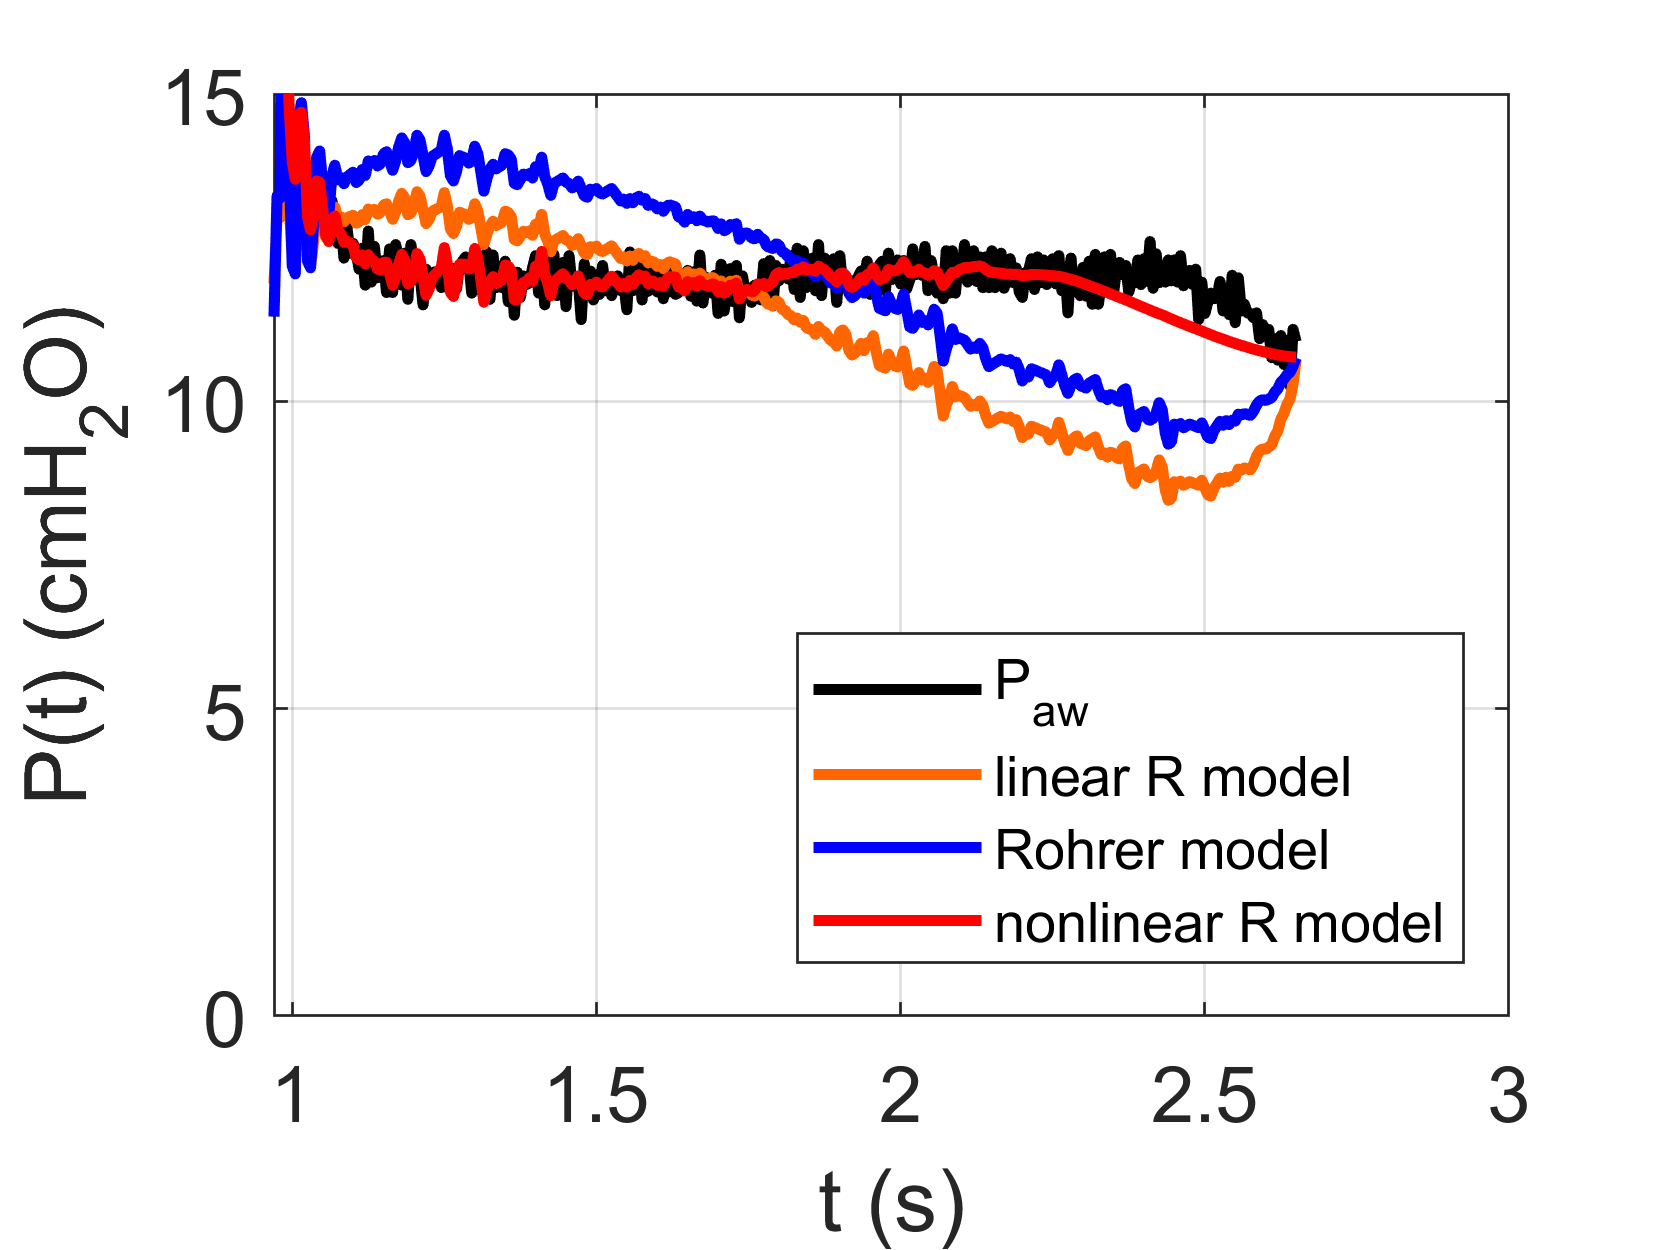 P(t) (cmH2O)
15
10
5
0
1 1.5 2 2.5 3
t (s)
Paw
linear R model
Rohrer model
nonlinear R model